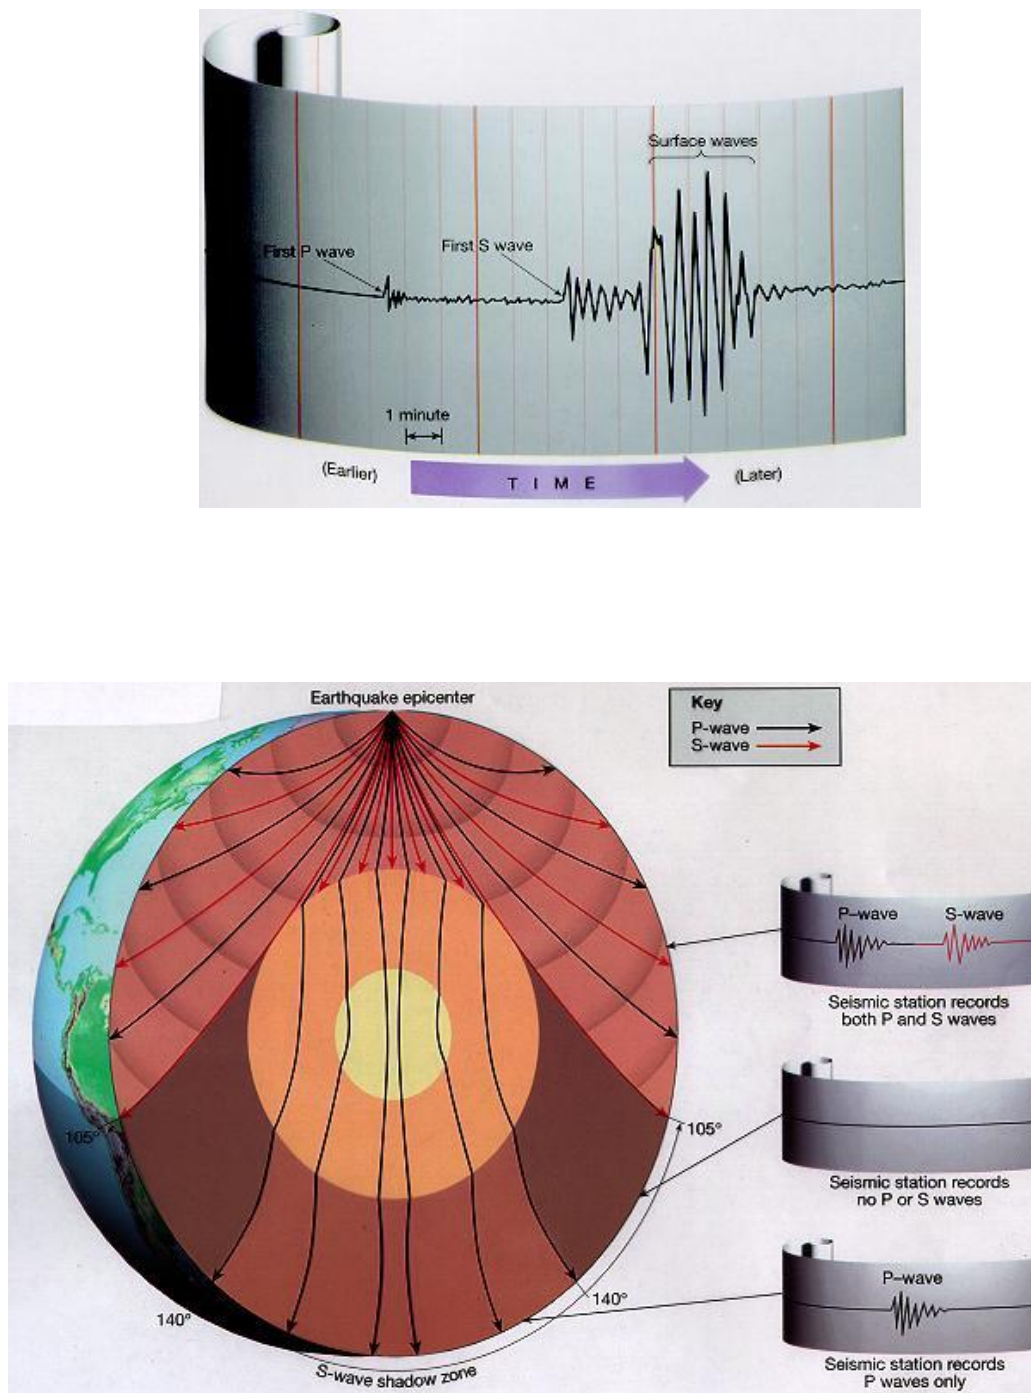 Surface waves
First P wave
First S wave
1 minute
(Earlier)
TIME
(Later)
Earthquake epicenter
Key
P-wave
S-wave
P–wave
S-wave
Seismic station records
both P and S waves
105°
105°
Seismic station records
no P or S waves
P–wave
140°
140°
S-wave shadow zone
Seismic station records
P waves only